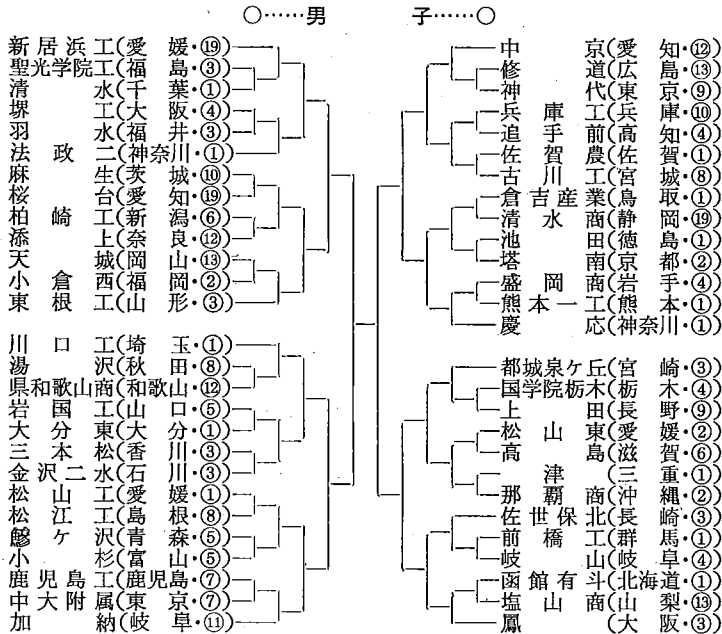 ○……男子……○
新居浜工(愛媛・⑲)
聖光学院工(福島・③)
清水(千葉・①)
堺工(大阪・④)
羽水(福井・③)
法政二(神奈川・①)
麻生(茨城・⑩)
桜台(愛知・⑲)
柏崎工(新潟・⑥)
添上(奈良・⑫)
天城(岡山・⑬)
小倉西(福岡・②)
東根工(山形・③)
川口工(埼玉・①)
湯沢(秋田・⑧)
県和歌山商(和歌山・⑫)
岩国工(山口・⑤)
大分東(大分・①)
三本松(香川・③)
金沢二水(石川・③)
松山工(愛媛・①)
松江工(島根・⑧)
鰺ヶ沢(青森・⑤)
小杉(富山・⑤)
鹿児島工(鹿児島・⑦)
中大附属(東京・⑦)
加納(岐阜・⑪)
中京(愛知・⑫)
修道(広島・⑬)
神代(東京・⑨)
兵庫工(兵庫・⑩)
追手前(高知・④)
佐賀農(佐賀・①)
古川工(宮城・⑧)
倉吉産業(鳥取・①)
清水商(静岡・⑲)
池田(徳島・①)
塔南(京都・②)
盛岡商(岩手・④)
熊本一工(熊本・①)
慶応(神奈川・①)
都城泉ケ丘(宮崎・③)
国学院栃木(栃木・④)
上田(長野・⑨)
松山東(愛媛・②)
高島(滋賀・⑥)
津(三重・①)
那覇商(沖縄・②)
佐世保北(長崎・③)
前橋工(群馬・①)
岐山(岐阜・④)
函館有斗(北海道・①)
塩山商(山梨・⑬)
鳳(大阪・③)